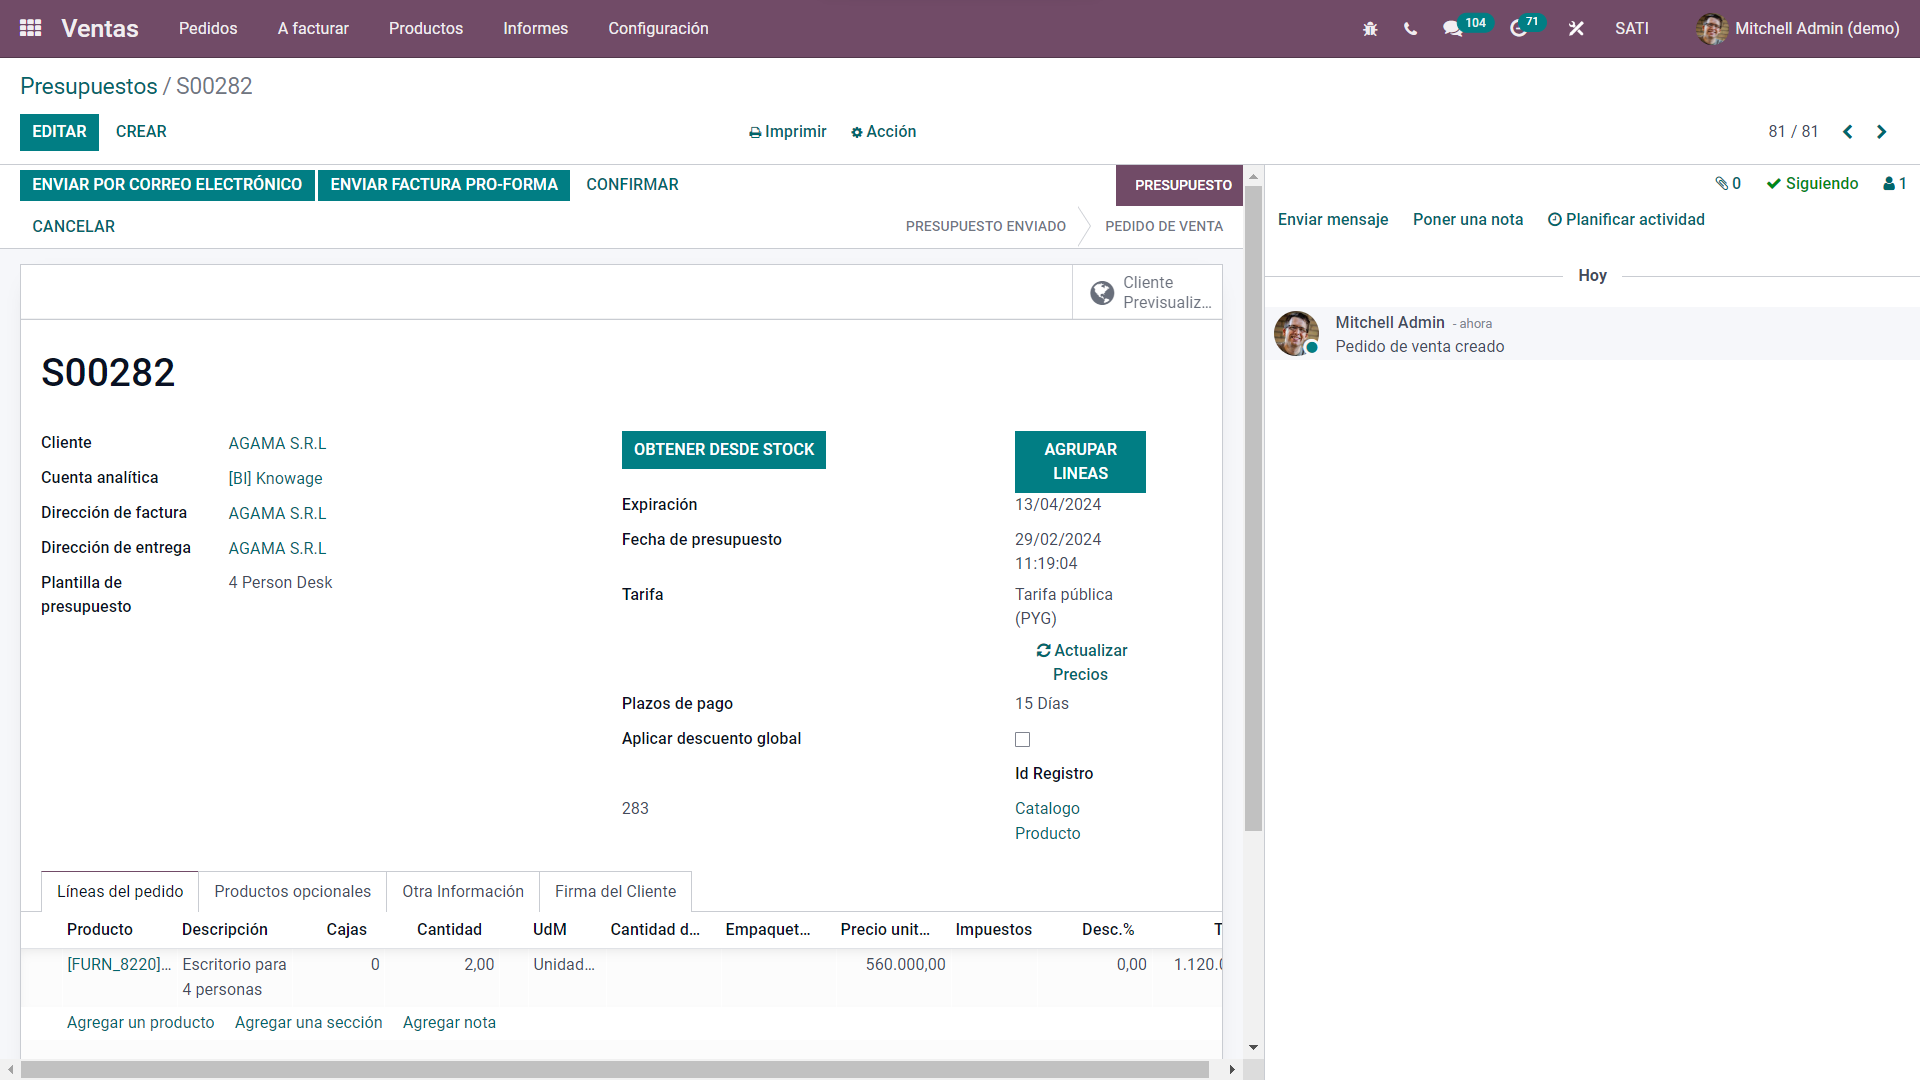 Ventas Pedidos A facturar Productos Informes Configuración 104 71 SATI Mitchell Admin (demo)
Presupuestos / S00282
EDITAR CREAR Imprimir Acción 81 / 81
ENVIAR POR CORREO ELECTRÓNICO ENVIAR FACTURA PRO-FORMA CONFIRMAR PRESUPUESTO
CANCELAR PRESUPUESTO ENVIADO PEDIDO DE VENTA
0 Siguiendo 1
Enviar mensaje Poner una nota Planificar actividad
Hoy
Mitchell Admin - ahora
Pedido de venta creado
Cliente
Previsualiz...
S00282
Cliente AGAMA S.R.L
Cuenta analítica [BI] Knowage
Dirección de factura AGAMA S.R.L
Dirección de entrega AGAMA S.R.L
Plantilla de presupuesto 4 Person Desk
OBTENER DESDE STOCK
AGRUPAR
LINEAS
Expiración 13/04/2024
Fecha de presupuesto 29/02/2024
11:19:04
Tarifa Tarifa pública
(PYG)
Actualizar
Precios
Plazos de pago 15 Días
Aplicar descuento global
Id Registro
283 Catalogo
Producto
Líneas del pedido Productos opcionales Otra Información Firma del Cliente
Producto Descripción Cajas Cantidad UdM Cantidad d... Empaquet... Precio unit... Impuestos Desc.% T
[FURN_8220]... Escritorio para 0 2,00 Unidad... 560.000,00 0,00 1.120.0
4 personas
Agregar un producto Agregar una sección Agregar nota